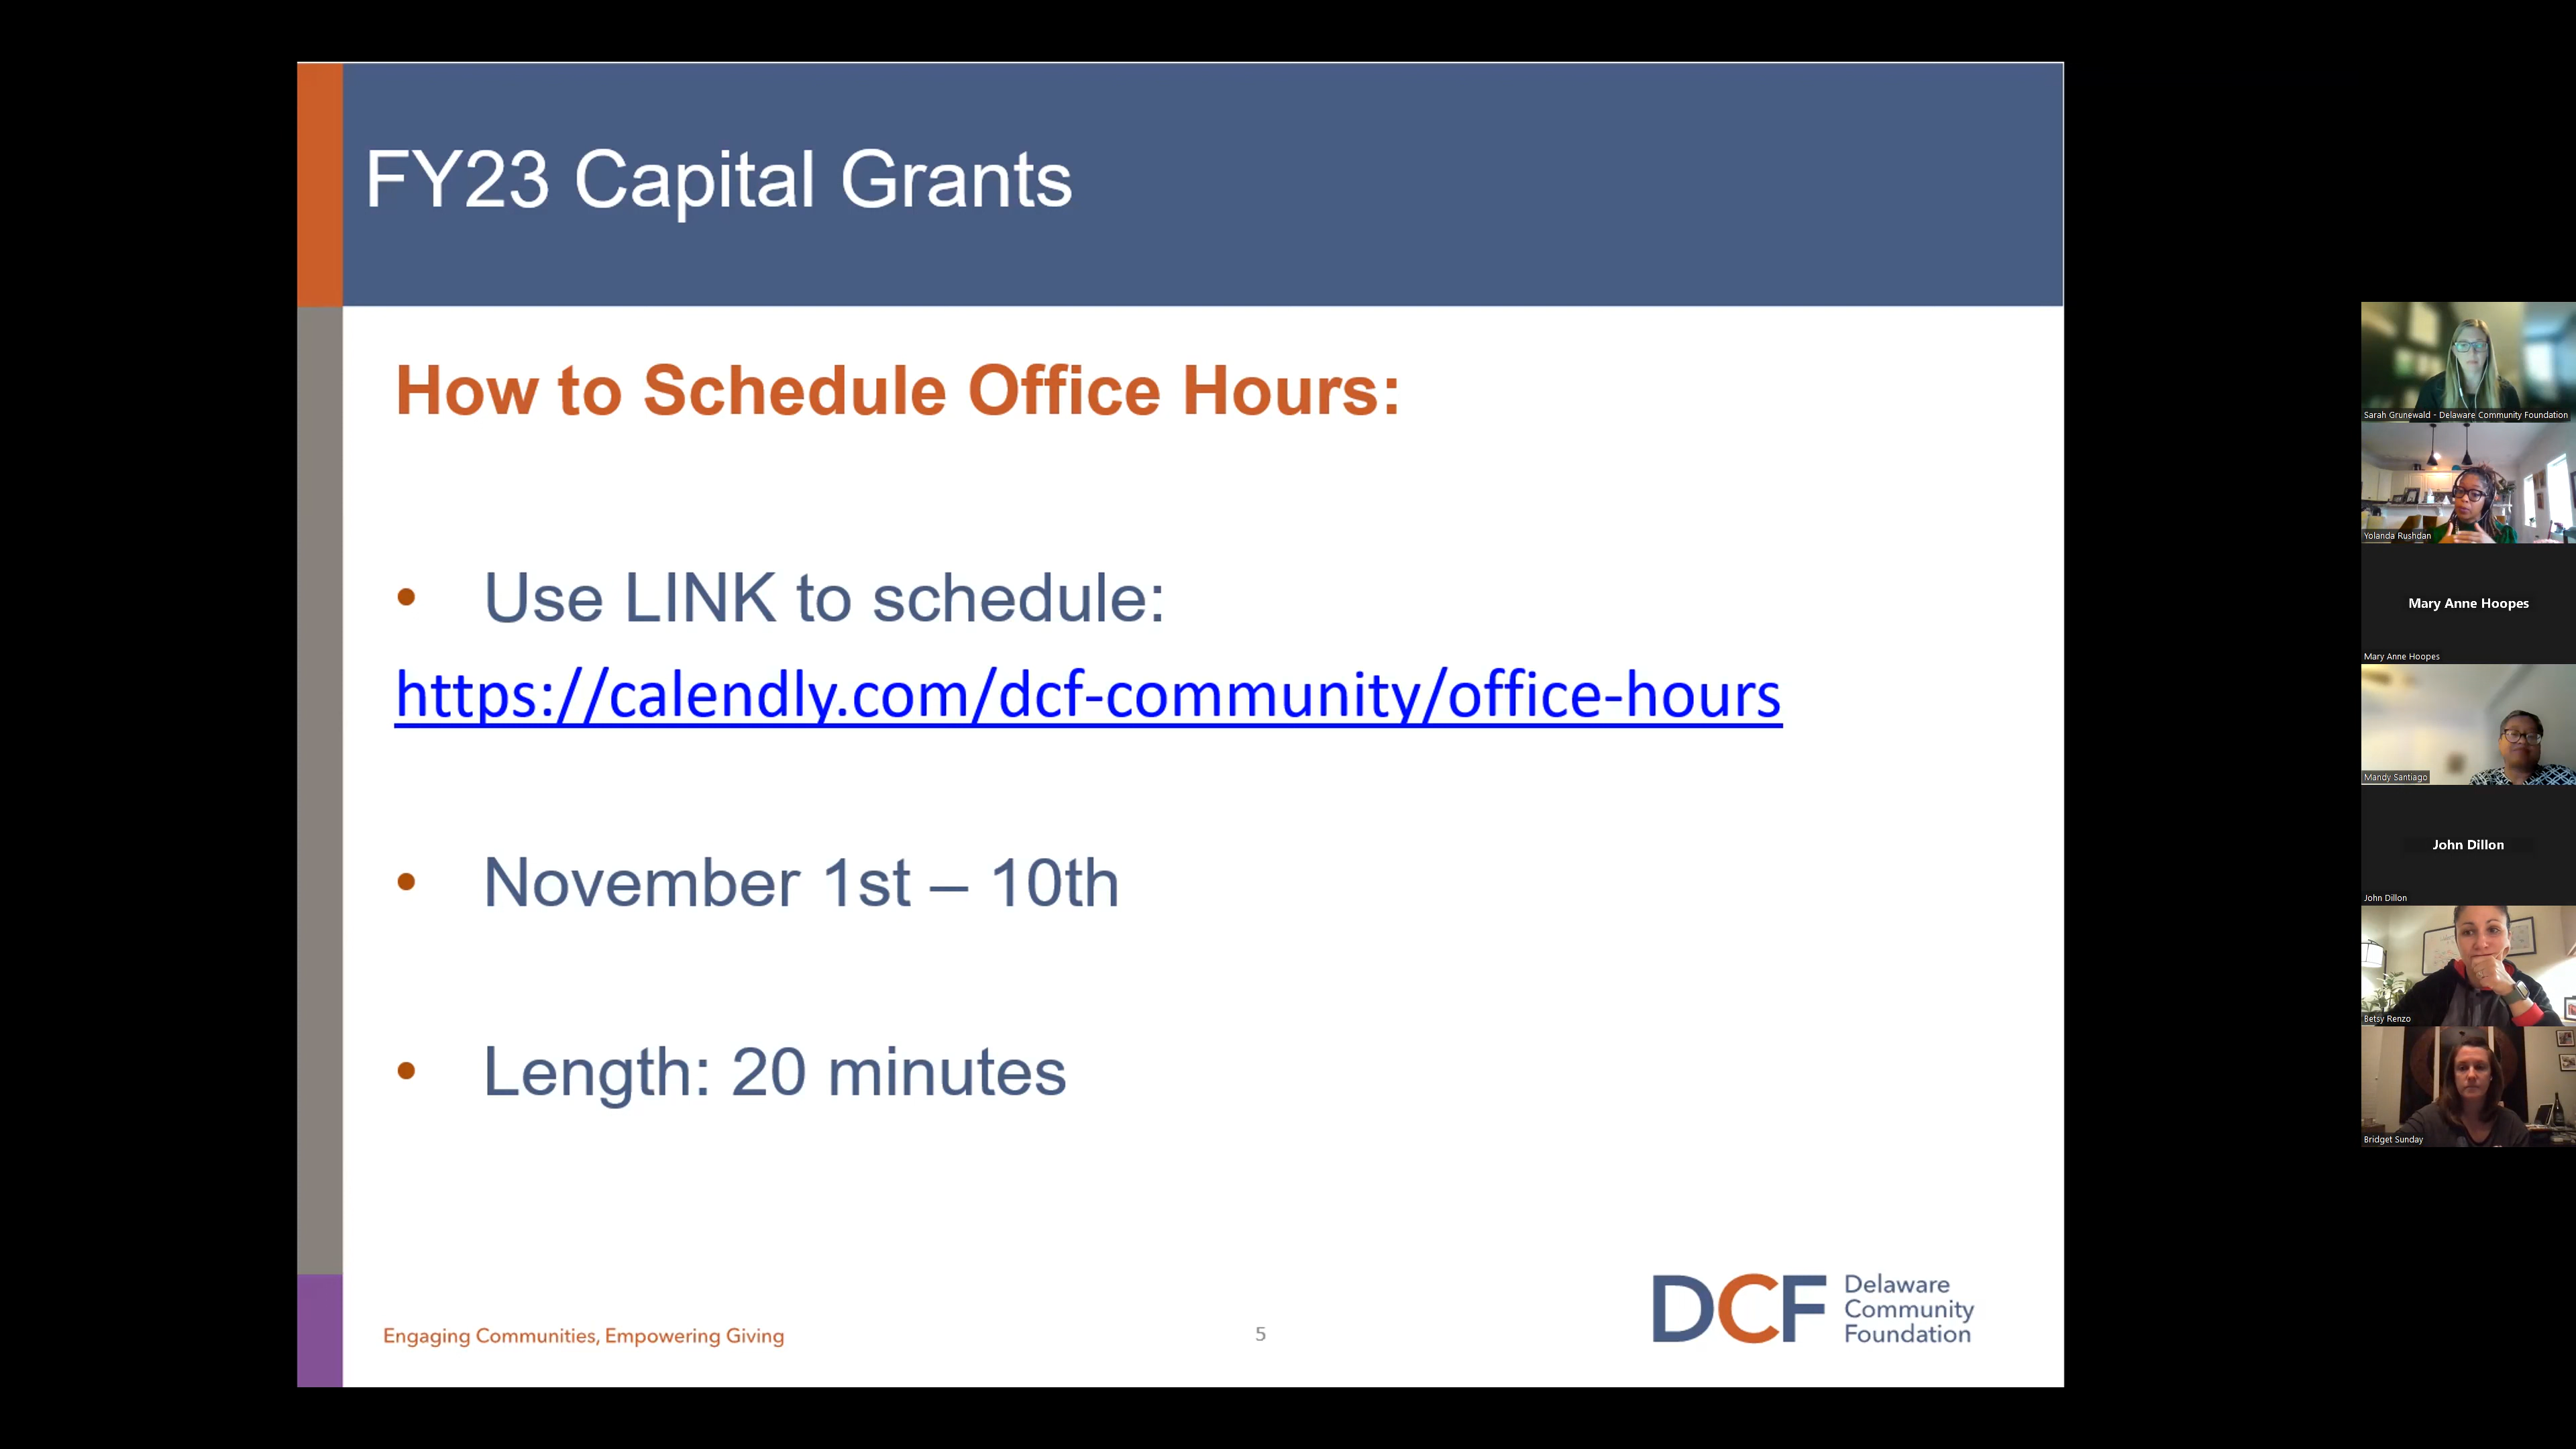 FY23 Capital Grants
How to Schedule Office Hours:
• Use LINK to schedule:
https://calendly.com/dcf-community/office-hours
• November 1st – 10th
• Length: 20 minutes
Engaging Communities, Empowering Giving
5
DCF
Delaware
Community
Foundation
Sarah Grunewald - Delaware Community Foundation
Yolanda Rushdan
Mary Anne Hoopes
Mary Anne Hoopes
Mandy Santiago
John Dillon
John Dillon
Betsy Renzo
Bridget Sunday